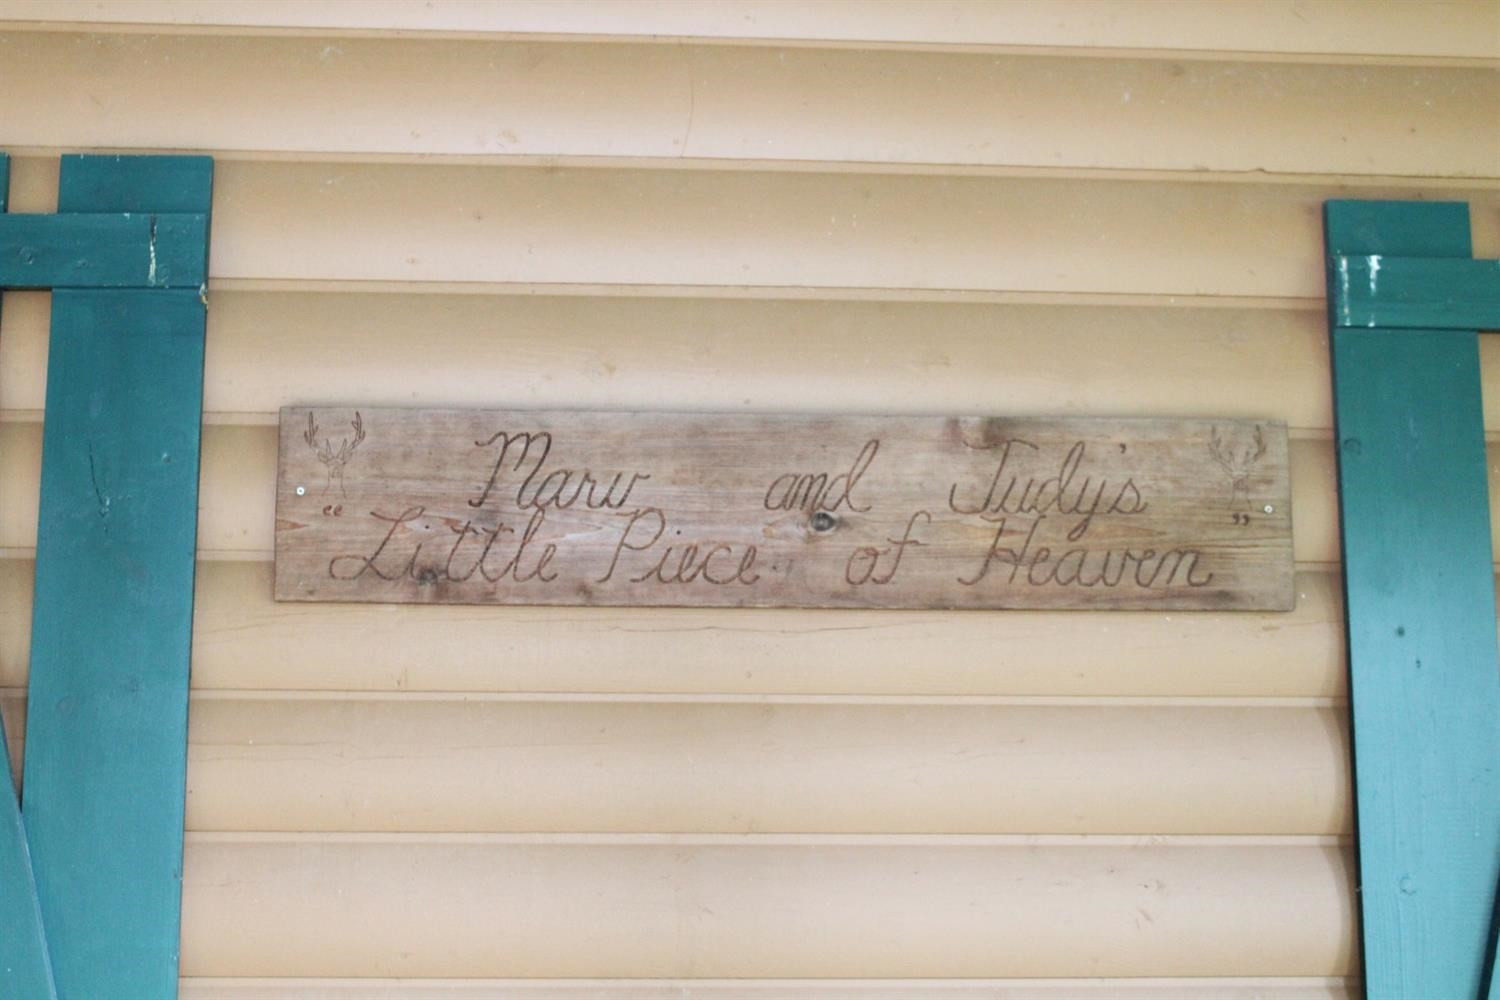 Marv and Judy's
"Little Piece of Heaven"